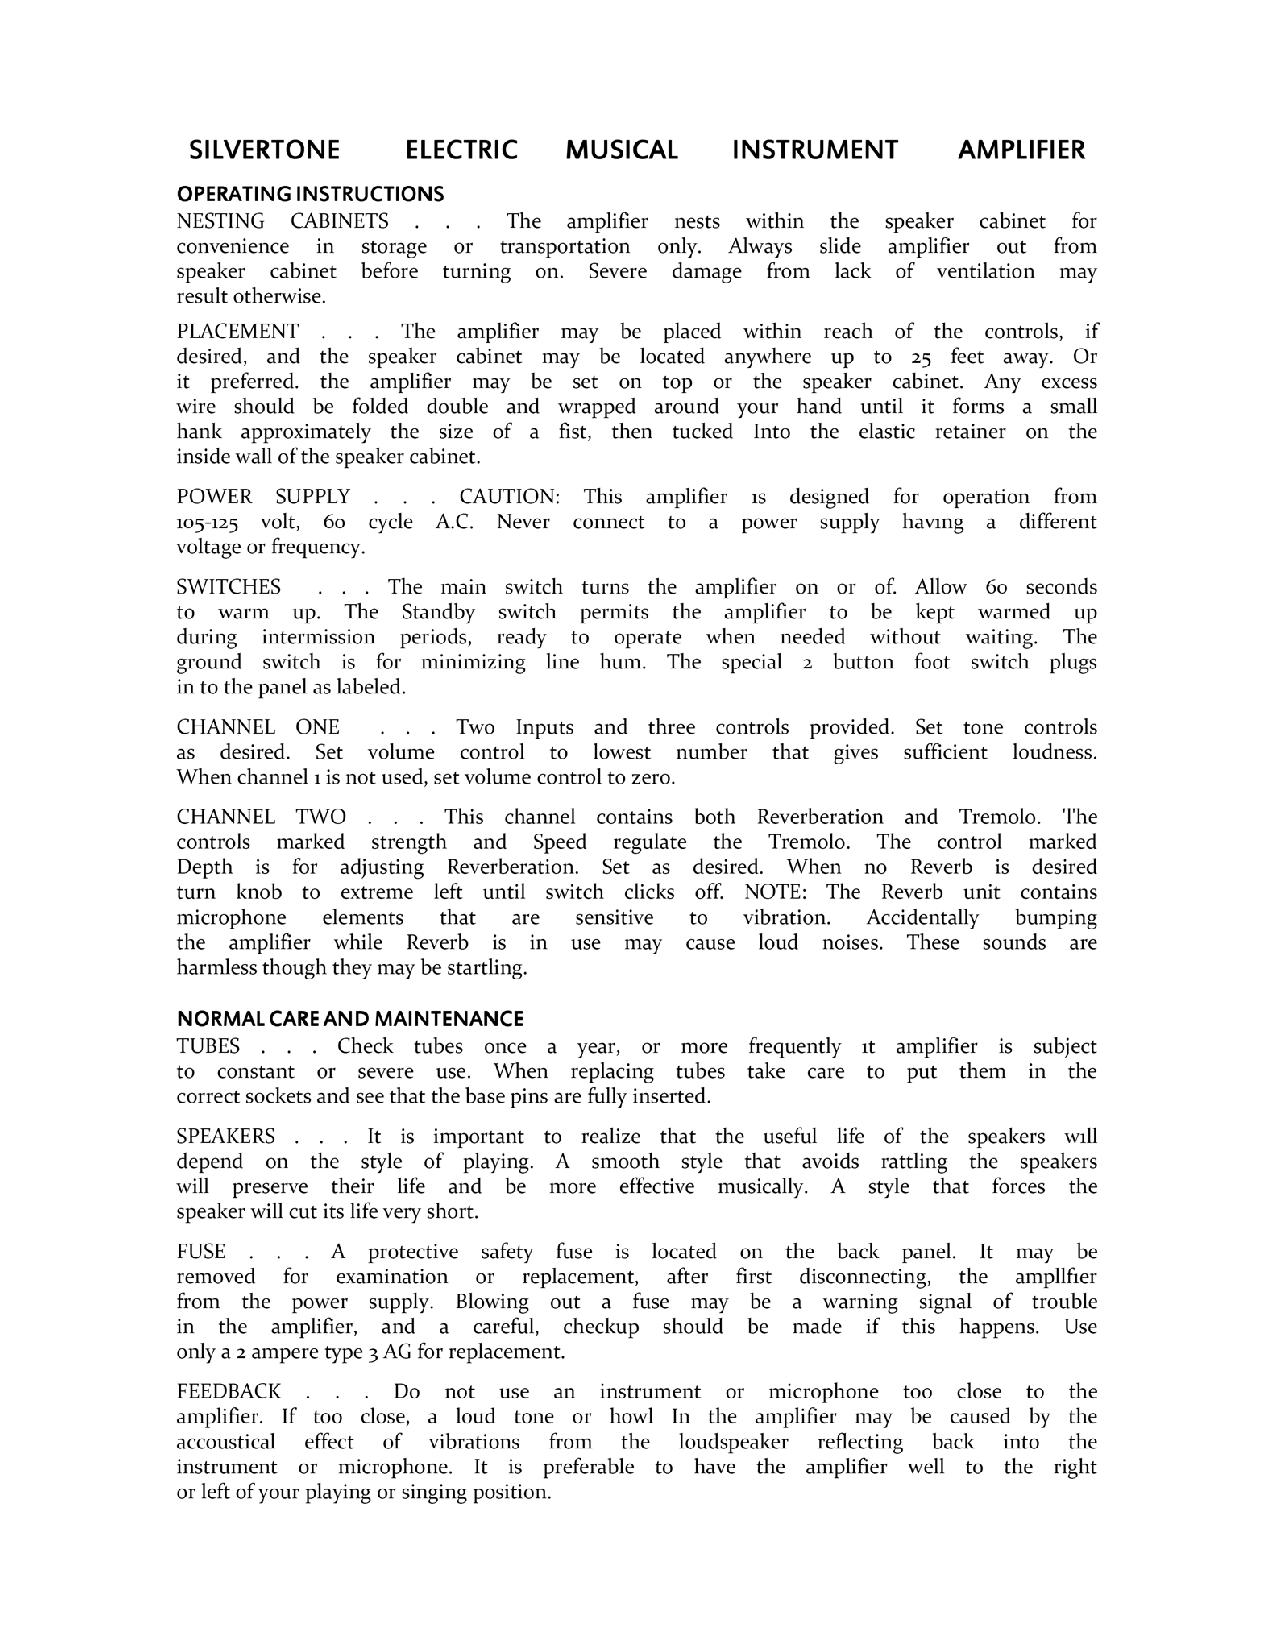 SILVERTONE ELECTRIC MUSICAL INSTRUMENT AMPLIFIER
OPERATING INSTRUCTIONS
NESTING CABINETS . . . The amplifier nests within the speaker cabinet for
convenience in storage or transportation only. Always slide amplifier out from
speaker cabinet before turning on. Severe damage from lack of ventilation may
result otherwise.
PLACEMENT . . . The amplifier may be placed within reach of the controls, if
desired, and the speaker cabinet may be located anywhere up to 25 feet away. Or
it preferred. the amplifier may be set on top or the speaker cabinet. Any excess
wire should be folded double and wrapped around your hand until it forms a small
hank approximately the size of a fist, then tucked Into the elastic retainer on the
inside wall of the speaker cabinet.
POWER SUPPLY . . . CAUTION: This amplifier ıs designed for operation from
105-125 volt, 60 cycle A.C. Never connect to a power supply havıng a different
voltage or frequency.
SWITCHES . . . The main switch turns the amplifier on or of. Allow 60 seconds
to warm up. The Standby switch permits the amplifier to be kept warmed up
during intermission periods, ready to operate when needed without waiting. The
ground switch is for minimizing line hum. The special 2 button foot switch plugs
in to the panel as labeled.
CHANNEL ONE . . . Two Inputs and three controls provided. Set tone controls
as desired. Set volume control to lowest number that gives sufficient loudness.
When channel 1 is not used, set volume control to zero.
CHANNEL TWO . . . This channel contains both Reverberation and Tremolo. The
controls marked strength and Speed regulate the Tremolo. The control marked
Depth is for adjusting Reverberation. Set as desired. When no Reverb is desired
turn knob to extreme left until switch clicks off. NOTE: The Reverb unit contains
microphone elements that are sensitive to vibration. Accidentally bumping
the amplifier while Reverb is in use may cause loud noises. These sounds are
harmless though they may be startling.
NORMAL CARE AND MAINTENANCE
TUBES . . . Check tubes once a year, or more frequently ıt amplifier is subject
to constant or severe use. When replacing tubes take care to put them in the
correct sockets and see that the base pins are fully inserted.
SPEAKERS . . . It is important to realize that the useful life of the speakers wıll
depend on the style of playing. A smooth style that avoids rattling the speakers
will preserve their life and be more effective musically. A style that forces the
speaker will cut its life very short.
FUSE . . . A protective safety fuse is located on the back panel. It may be
removed for examination or replacement, after first disconnecting, the ampllfier
from the power supply. Blowing out a fuse may be a warning signal of trouble
in the amplifier, and a careful, checkup should be made if this happens. Use
only a 2 ampere type 3 AG for replacement.
FEEDBACK . . . Do not use an instrument or microphone too close to the
amplifier. If too close, a loud tone or howl In the amplifier may be caused by the
accoustical effect of vibrations from the loudspeaker reflecting back into the
instrument or microphone. It is preferable to have the amplifier well to the right
or left of your playing or singing position.